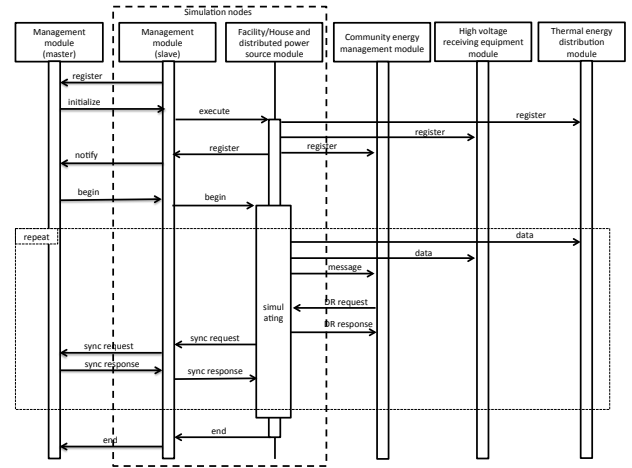 Simulation nodes
Management
module
(master)
Management
module
(slave)
Facility/House and
distributed power
source module
Community energy
management module
High voltage
receiving equipment
module
Thermal energy
distribution
module
register
initialize
execute
register
register
register
register
notify
begin
begin
repeat
data
data
message
simul
ating
DR request
DR response
sync request
sync request
sync response
sync response
end
end